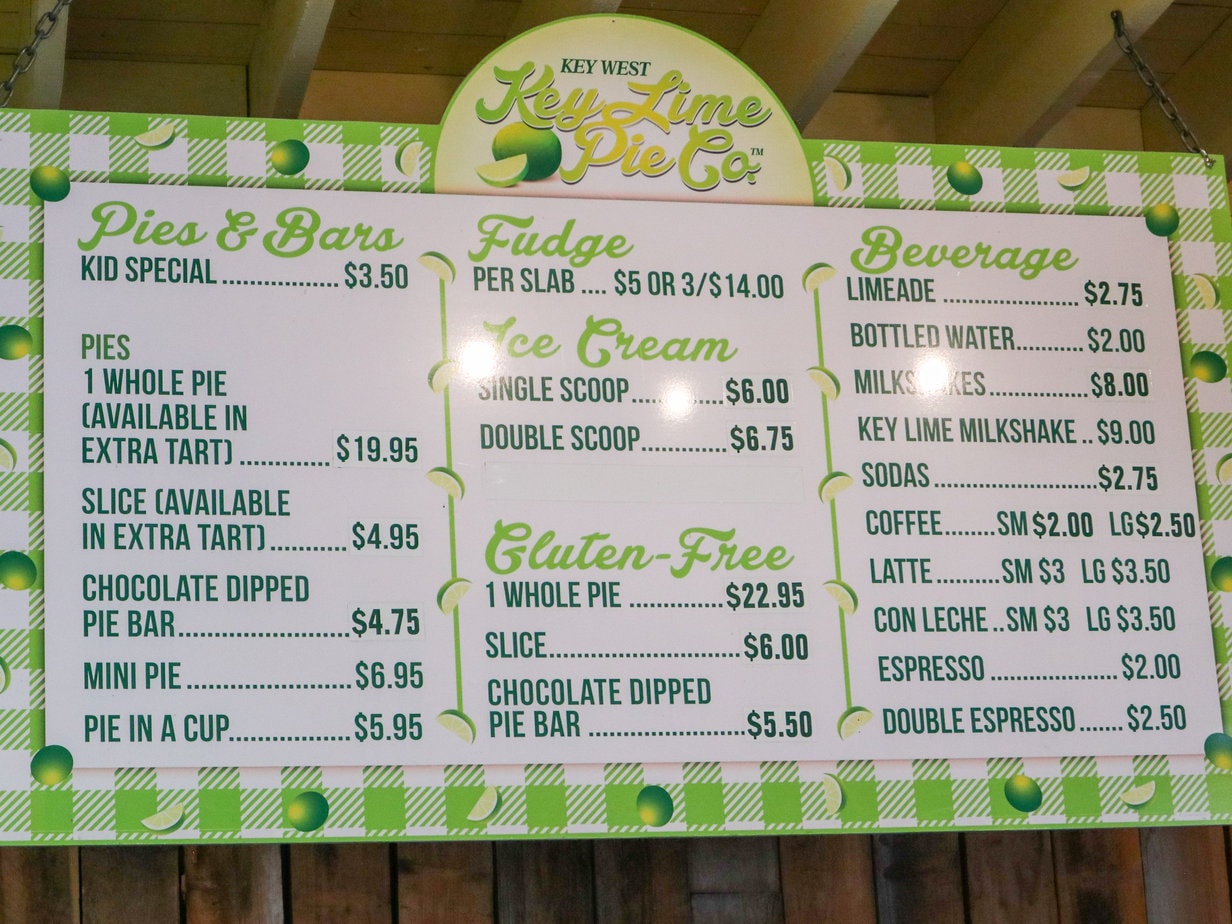 KEY WEST
Key Lime
Pie Co.™
Pies & Bars
KID SPECIAL ................. $3.50
PIES
1 WHOLE PIE
(AVAILABLE IN
EXTRA TART) ............. $19.95
SLICE (AVAILABLE
IN EXTRA TART)........... $4.95
CHOCOLATE DIPPED
PIE BAR.........................$4.75
MINI PIE ........................ $6.95
PIE IN A CUP.................. $5.95
Fudge
PER SLAB .... $5 OR 3/$14.00
Ice Cream
SINGLE SCOOP.............$6.00
DOUBLE SCOOP............ $6.75
Gluten-Free
1 WHOLE PIE .............$22.95
SLICE........................... $6.00
CHOCOLATE DIPPED
PIE BAR ......................$5.50
Beverage
LIMEADE .................... $2.75
BOTTLED WATER.......... $2.00
MILKSHAKES............... $8.00
KEY LIME MILKSHAKE .. $9.00
SODAS ........................$2.75
COFFEE....... SM $2.00 LG $2.50
LATTE......... SM $3 LG $3.50
CON LECHE .. SM $3 LG $3.50
ESPRESSO ................... $2.00
DOUBLE ESPRESSO ....... $2.50